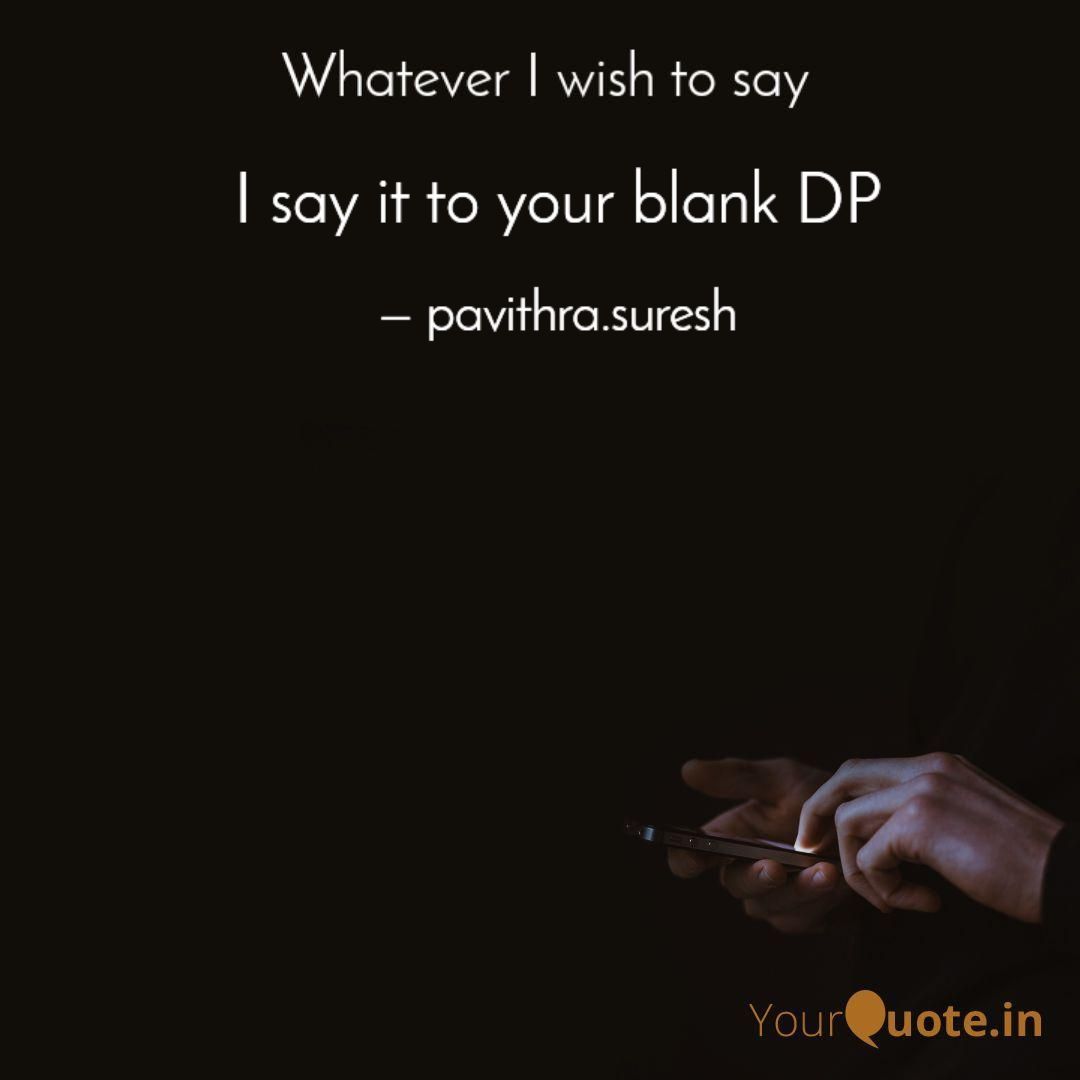 Whatever I wish to say
I say it to your blank DP
– pavithra.suresh
YourQuote.in